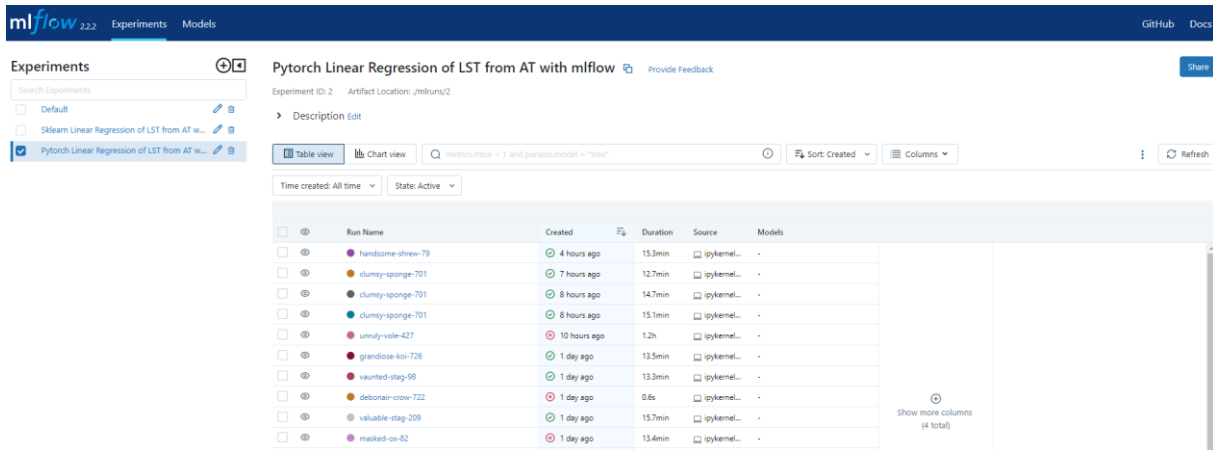 mlflow 2.2.2 Experiments Models GitHub Docs
Experiments
Search Experiments
Default
Sklearn Linear Regression of LST from AT w...
Pytorch Linear Regression of LST from AT w...
Pytorch Linear Regression of LST from AT with mlflow Provide Feedback Share
Experiment ID: 2 Artifact Location: ./mlruns/2
Description Edit
Table view Chart view metrics.rmse < 1 and params.model = "tree" Sort: Created Columns Refresh
Time created: All time State: Active
Run Name Created Duration Source Models
handsome-shrew-79 4 hours ago 15.3min ipykernel... -
clumsy-sponge-701 7 hours ago 12.7min ipykernel... -
clumsy-sponge-701 8 hours ago 14.7min ipykernel... -
clumsy-sponge-701 8 hours ago 15.1min ipykernel... -
unruly-vole-427 10 hours ago 1.2h ipykernel... -
grandiose-koi-726 1 day ago 13.5min ipykernel... -
vaunted-stag-98 1 day ago 13.3min ipykernel... -
debonair-crow-722 1 day ago 0.6s ipykernel... -
valuable-stag-209 1 day ago 15.7min ipykernel... -
masked-ox-82 1 day ago 13.4min ipykernel... -
Show more columns
(4 total)